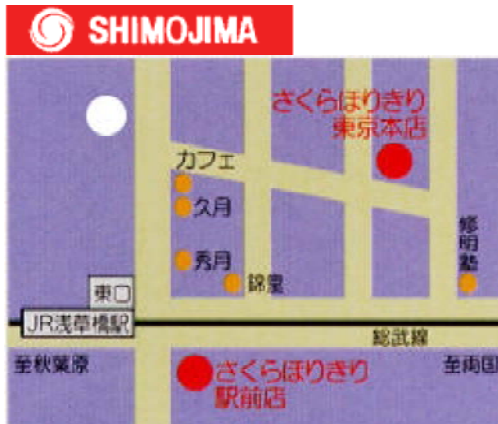 SHIMOJIMA
さくらほりきり
東京本店
カフェ
久月
秀月
修明塾
東口
JR浅草橋駅
総武線
至秋葉原
至両国
さくらほりきり
駅前店